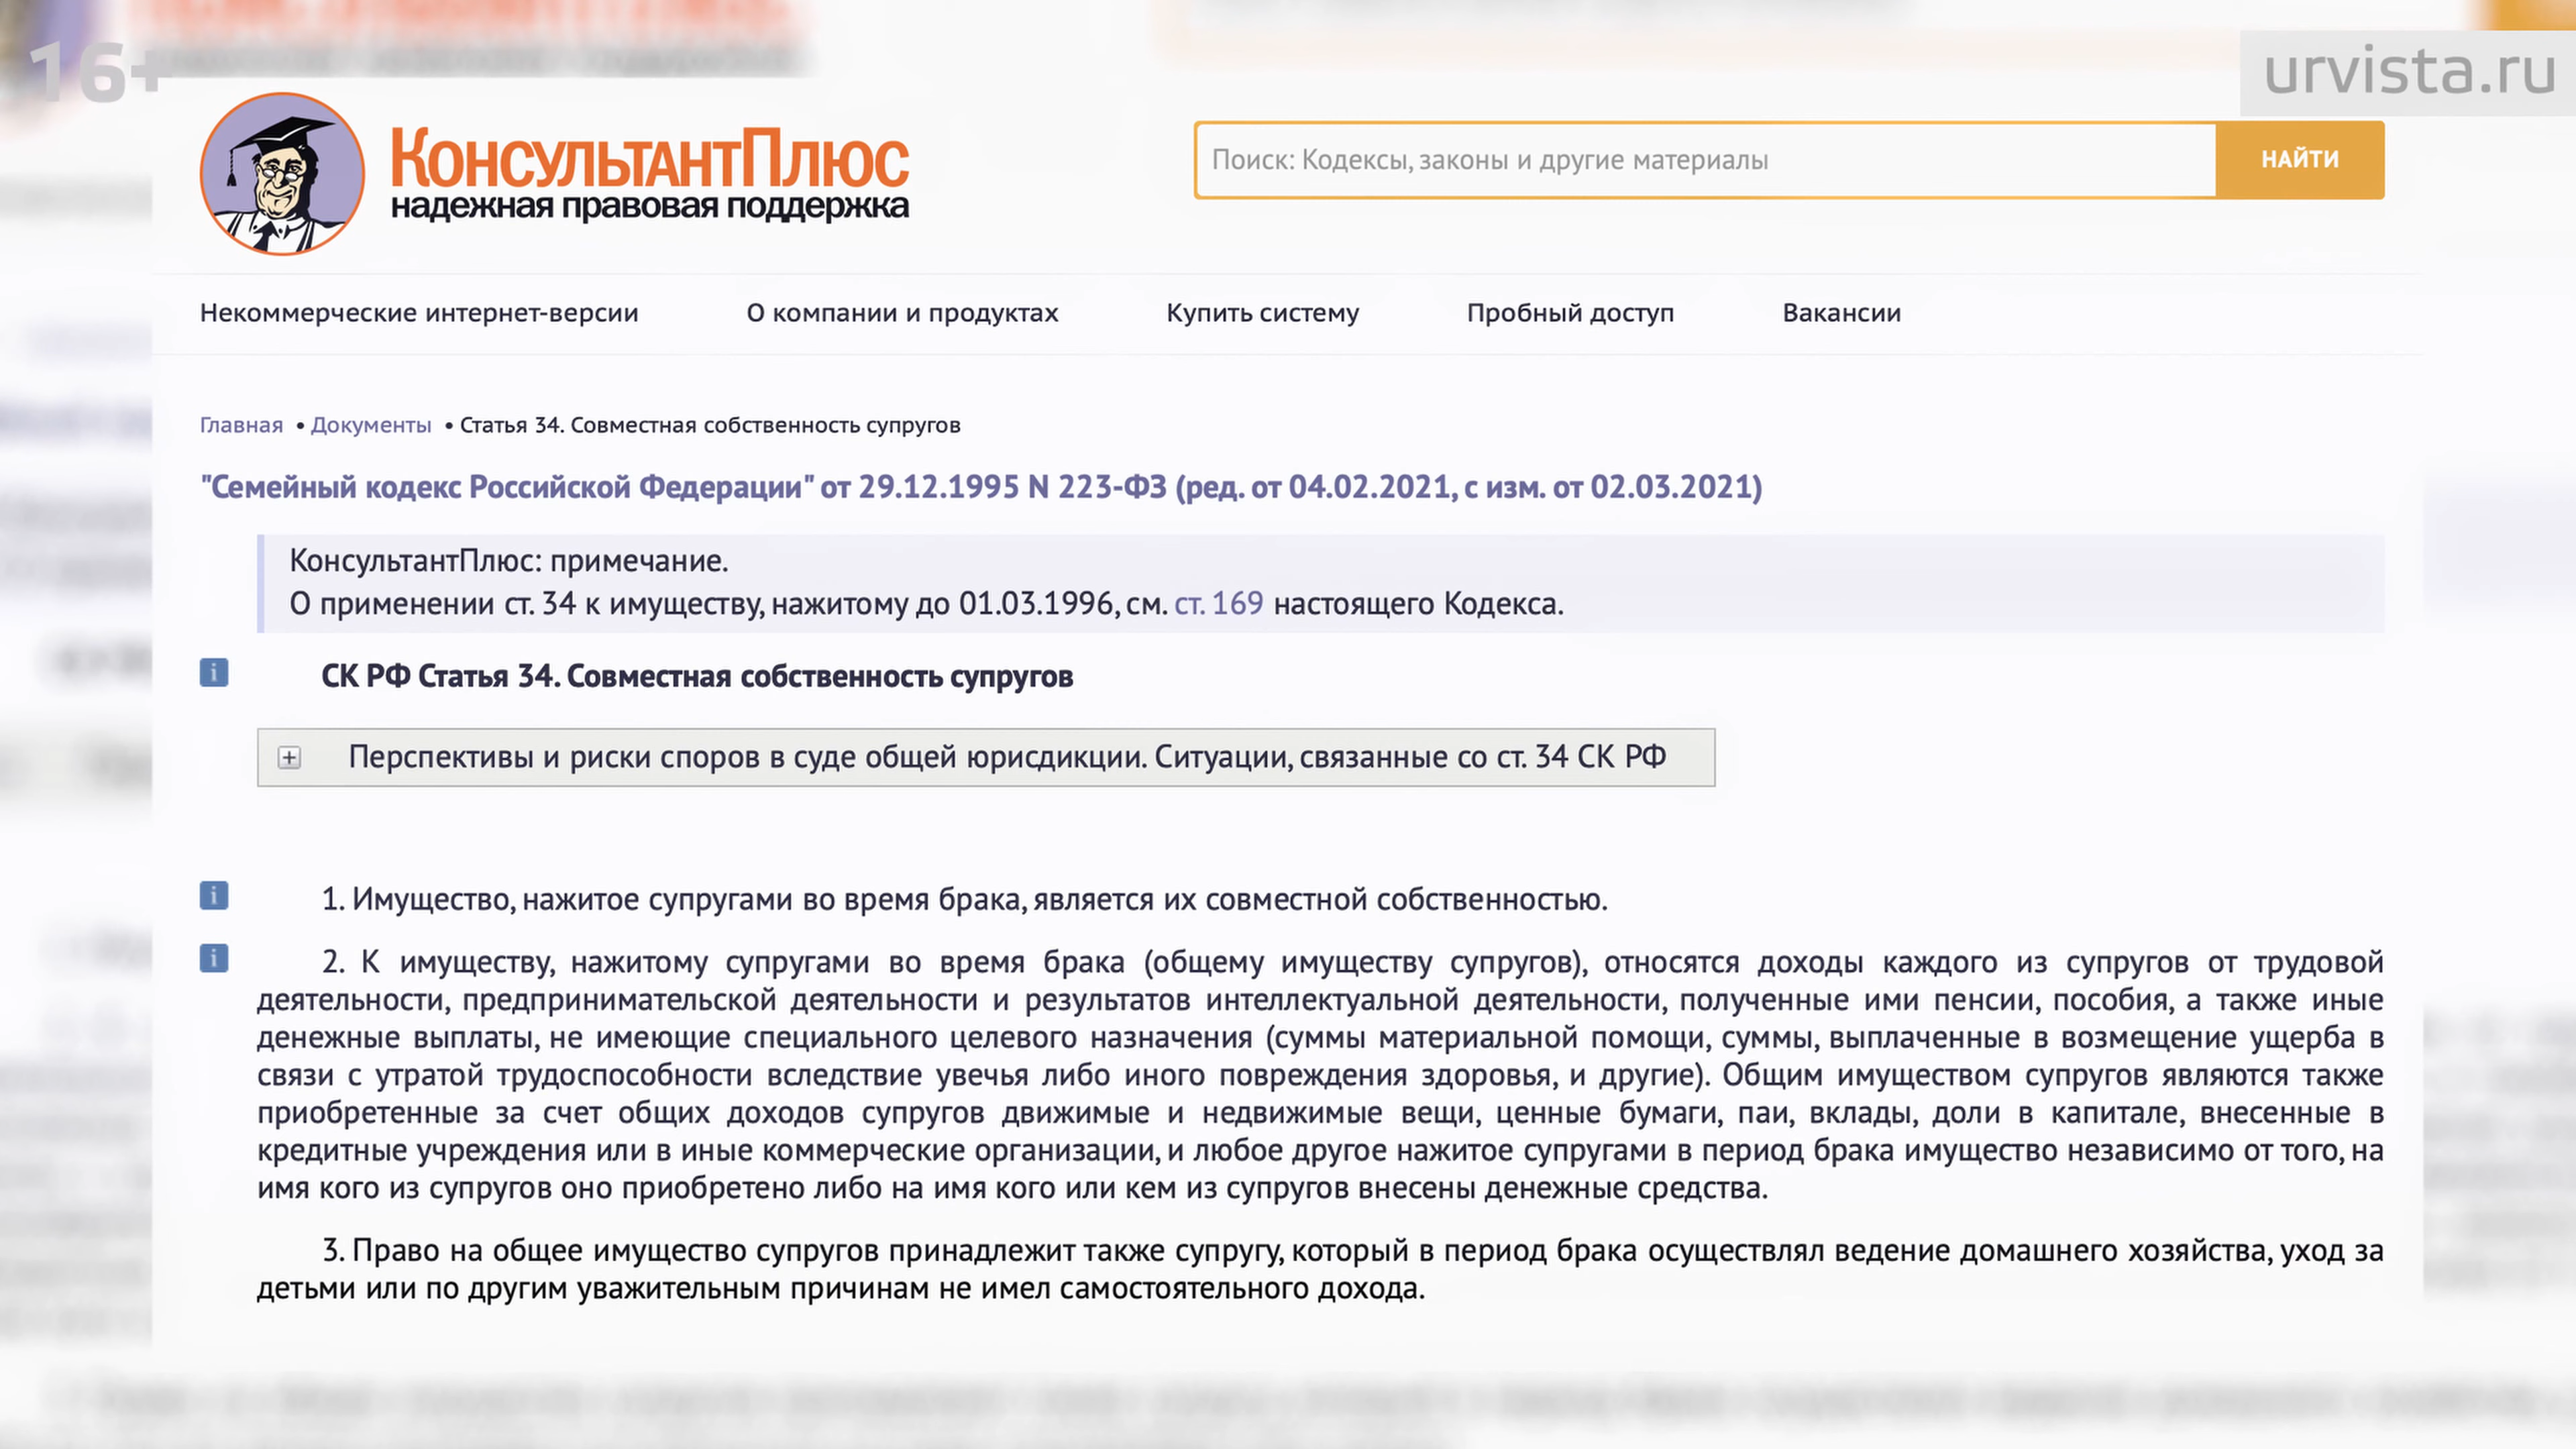 16+
urvista.ru
КонсультантПлюс
надежная правовая поддержка
Поиск: Кодексы, законы и другие материалы
НАЙТИ
Некоммерческие интернет-версии
О компании и продуктах
Купить систему
Пробный доступ
Вакансии
Главная • Документы • Статья 34. Совместная собственность супругов
"Семейный кодекс Российской Федерации" от 29.12.1995 N 223-ФЗ (ред. от 04.02.2021, с изм. от 02.03.2021)
КонсультантПлюс: примечание.
О применении ст. 34 к имуществу, нажитому до 01.03.1996, см. ст. 169 настоящего Кодекса.
СК РФ Статья 34. Совместная собственность супругов
Перспективы и риски споров в суде общей юрисдикции. Ситуации, связанные со ст. 34 СК РФ
1. Имущество, нажитое супругами во время брака, является их совместной собственностью.
2. К имуществу, нажитому супругами во время брака (общему имуществу супругов), относятся доходы каждого из супругов от трудовой
деятельности, предпринимательской деятельности и результатов интеллектуальной деятельности, полученные ими пенсии, пособия, а также иные
денежные выплаты, не имеющие специального целевого назначения (суммы материальной помощи, суммы, выплаченные в возмещение ущерба в
связи с утратой трудоспособности вследствие увечья либо иного повреждения здоровья, и другие). Общим имуществом супругов являются также
приобретенные за счет общих доходов супругов движимые и недвижимые вещи, ценные бумаги, паи, вклады, доли в капитале, внесенные в
кредитные учреждения или в иные коммерческие организации, и любое другое нажитое супругами в период брака имущество независимо от того, на
имя кого из супругов оно приобретено либо на имя кого или кем из супругов внесены денежные средства.
3. Право на общее имущество супругов принадлежит также супругу, который в период брака осуществлял ведение домашнего хозяйства, уход за
детьми или по другим уважительным причинам не имел самостоятельного дохода.